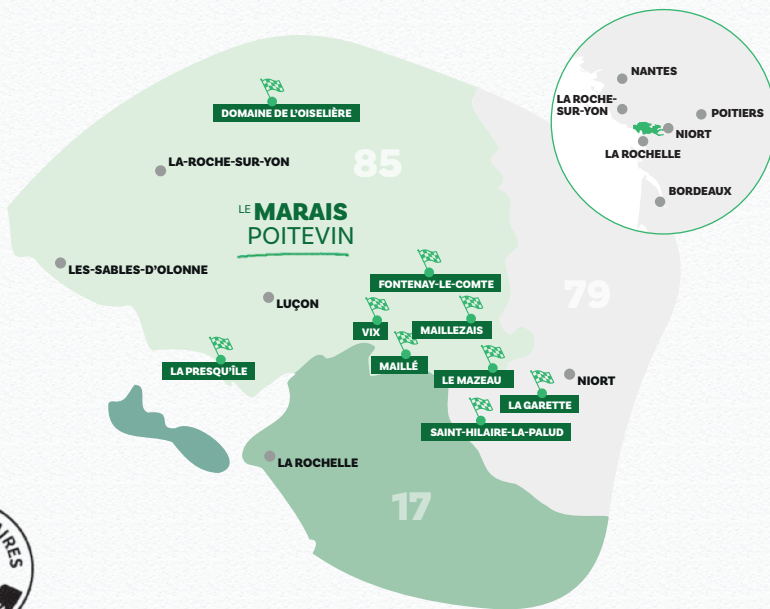 DOMAINE DE L'OISELIÈRE
LA-ROCHE-SUR-YON
85
LE MARAIS
POITEVIN
LES-SABLES-D'OLONNE
LUÇON
FONTENAY-LE-COMTE
79
VIX
MAILLEZAIS
MAILLÉ
LA PRESQU'ÎLE
LE MAZEAU
NIORT
LA GARETTE
SAINT-HILAIRE-LA-PALUD
LA ROCHELLE
17
NANTES
LA ROCHE-
SUR-YON
POITIERS
NIORT
LA ROCHELLE
BORDEAUX